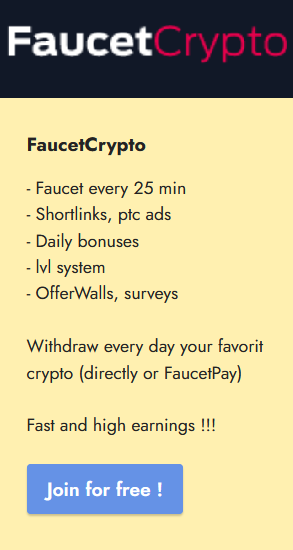 FaucetCrypto
FaucetCrypto
- Faucet every 25 min
- Shortlinks, ptc ads
- Daily bonuses
- lvl system
- OfferWalls, surveys
Withdraw every day your favorit
crypto (directly or FaucetPay)
Fast and high earnings !!!
Join for free !